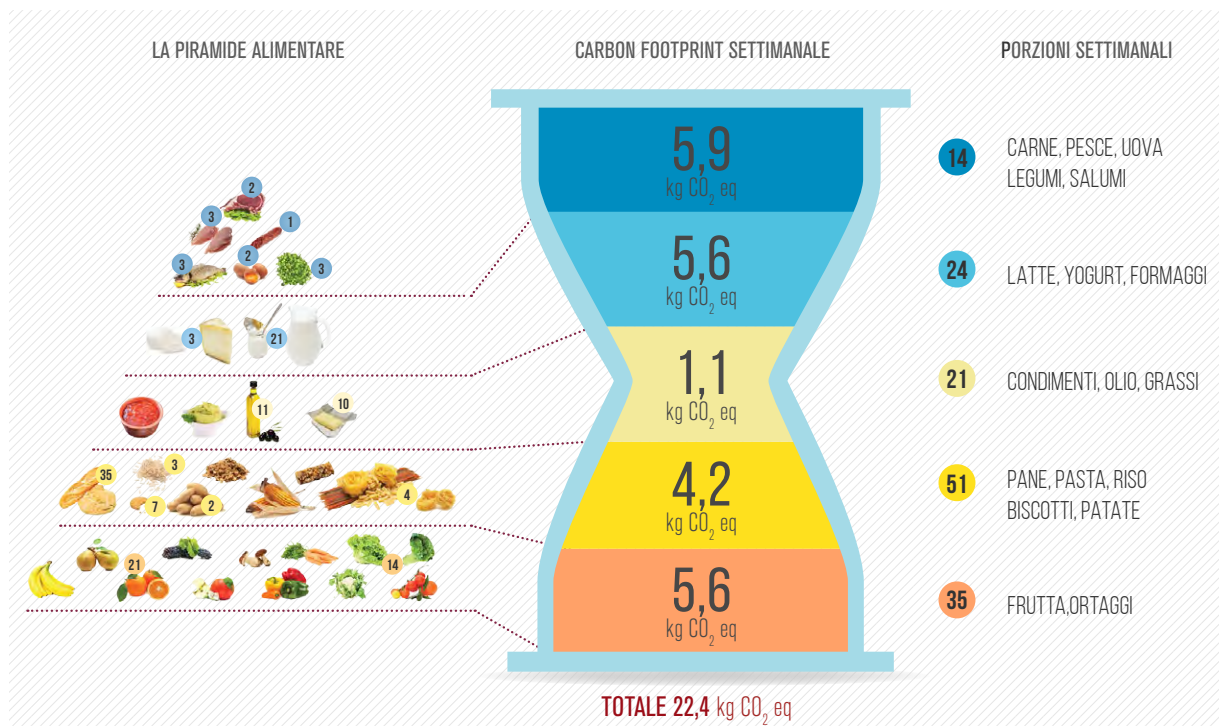 LA PIRAMIDE ALIMENTARE
CARBON FOOTPRINT SETTIMANALE
PORZIONI SETTIMANALI
2
3
1
2
3
3
3
21
11
10
35
3
7
2
4
21
14
5,9
kg CO₂ eq
5,6
kg CO₂ eq
1,1
kg CO₂ eq
4,2
kg CO₂ eq
5,6
kg CO₂ eq
TOTALE 22,4 kg CO₂ eq
14
CARNE, PESCE, UOVA
LEGUMI, SALUMI
24
LATTE, YOGURT, FORMAGGI
21
CONDIMENTI, OLIO, GRASSI
51
PANE, PASTA, RISO
BISCOTTI, PATATE
35
FRUTTA,ORTAGGI